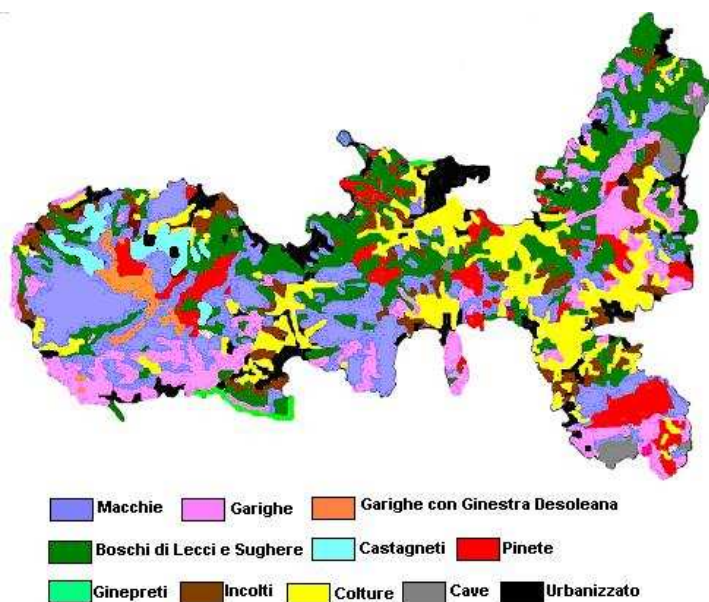 Macchie Garighe Garighe con Ginestra Desoleana
Boschi di Lecci e Sughere Castagneti Pinete
Ginepreti Incolti Colture Cave Urbanizzato